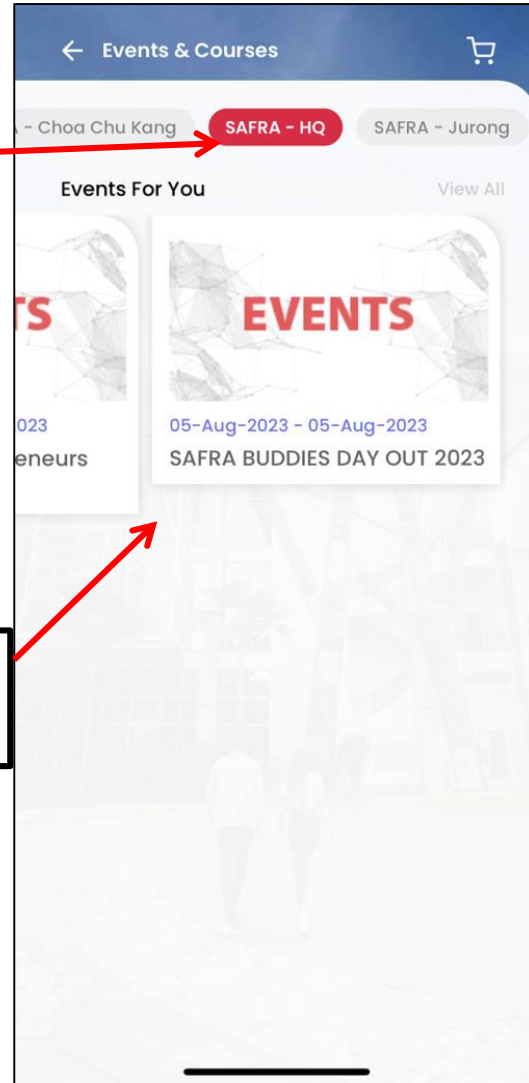 Events & Courses
- Choa Chu Kang SAFRA - HQ SAFRA - Jurong
Events For You View All
TS EVENTS
023 05-Aug-2023 - 05-Aug-2023
eneurs SAFRA BUDDIES DAY OUT 2023